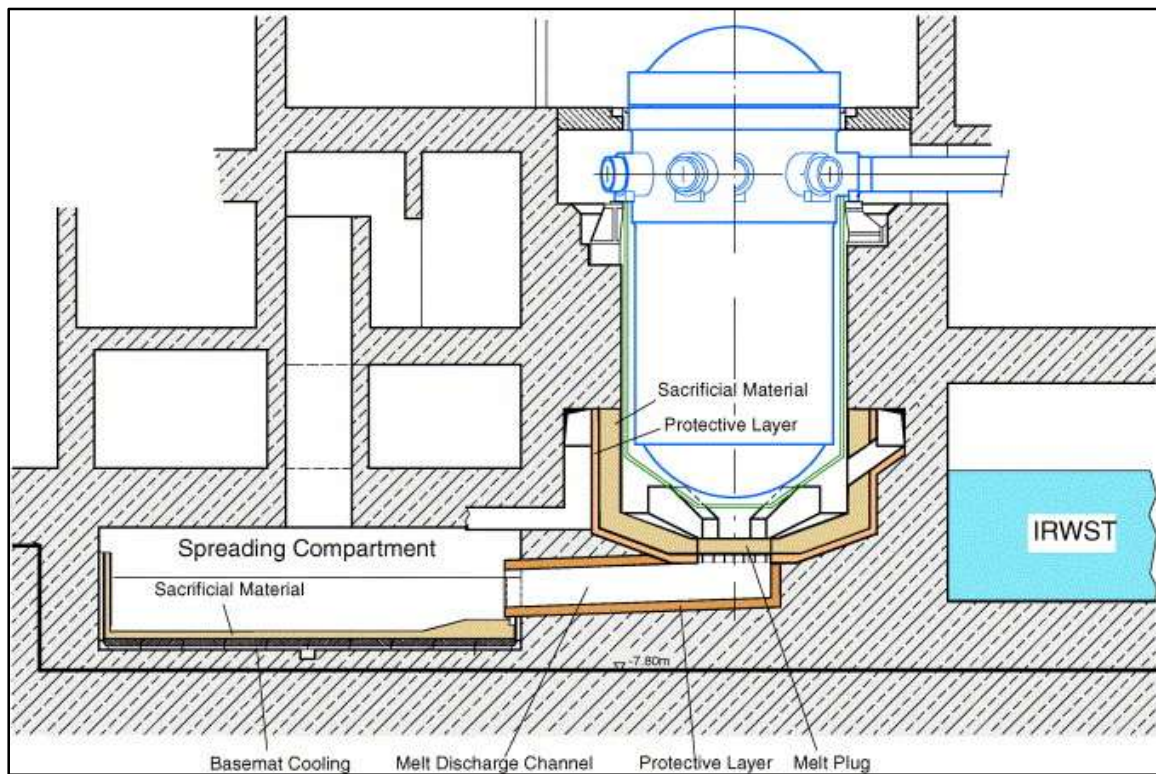 Sacrificial Material
Protective Layer
IRWST
Spreading Compartment
Sacrificial Material
-7.80m
Basemat Cooling
Melt Discharge Channel
Protective Layer
Melt Plug